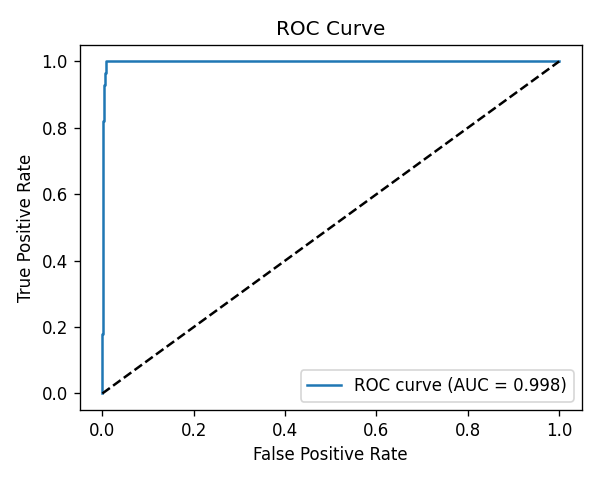 ROC Curve
1.0
0.8
0.6
0.4
0.2
0.0
True Positive Rate
ROC curve (AUC = 0.998)
0.0 0.2 0.4 0.6 0.8 1.0
False Positive Rate